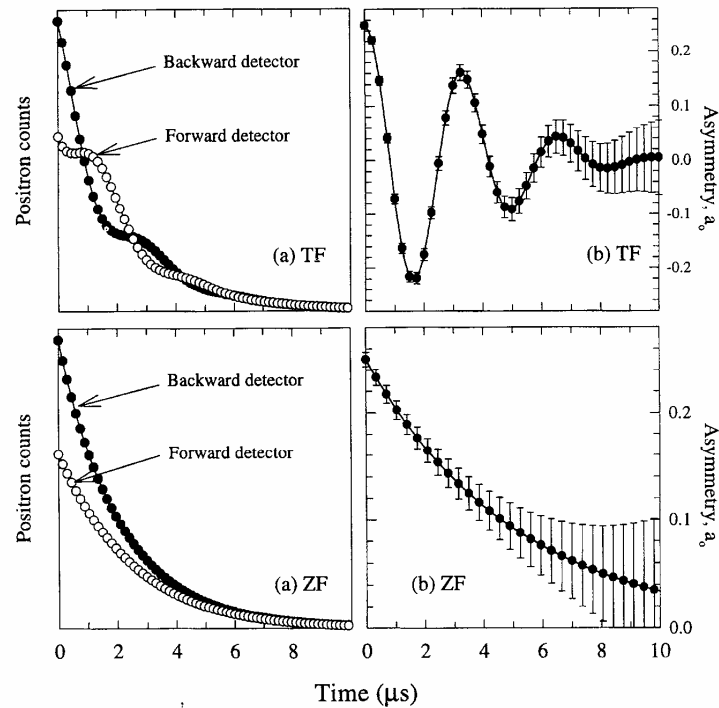 Positron counts
Backward detector
Forward detector
(a) TF
0.2
0.1
0.0
-0.1
-0.2
Asymmetry, aₒ
(b) TF
Positron counts
Backward detector
Forward detector
(a) ZF
0 2 4 6 8
0.2
0.1
0.0
Asymmetry, aₒ
(b) ZF
0 2 4 6 8 10
Time (μs)